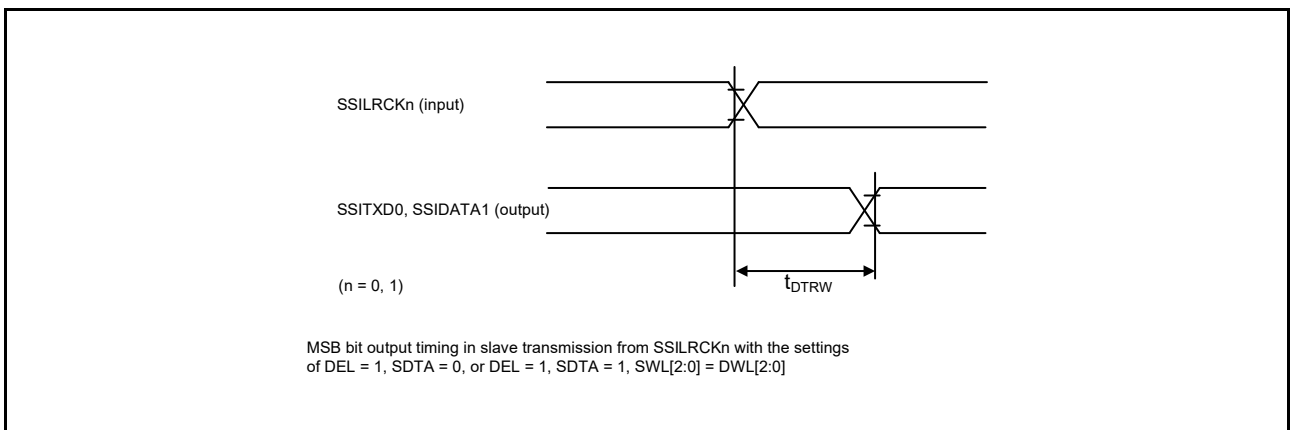 SSILRCKn (input)
SSITXD0, SSIDATA1 (output)
tDTRW
(n = 0, 1)
MSB bit output timing in slave transmission from SSILRCKn with the settings
of DEL = 1, SDTA = 0, or DEL = 1, SDTA = 1, SWL[2:0] = DWL[2:0]